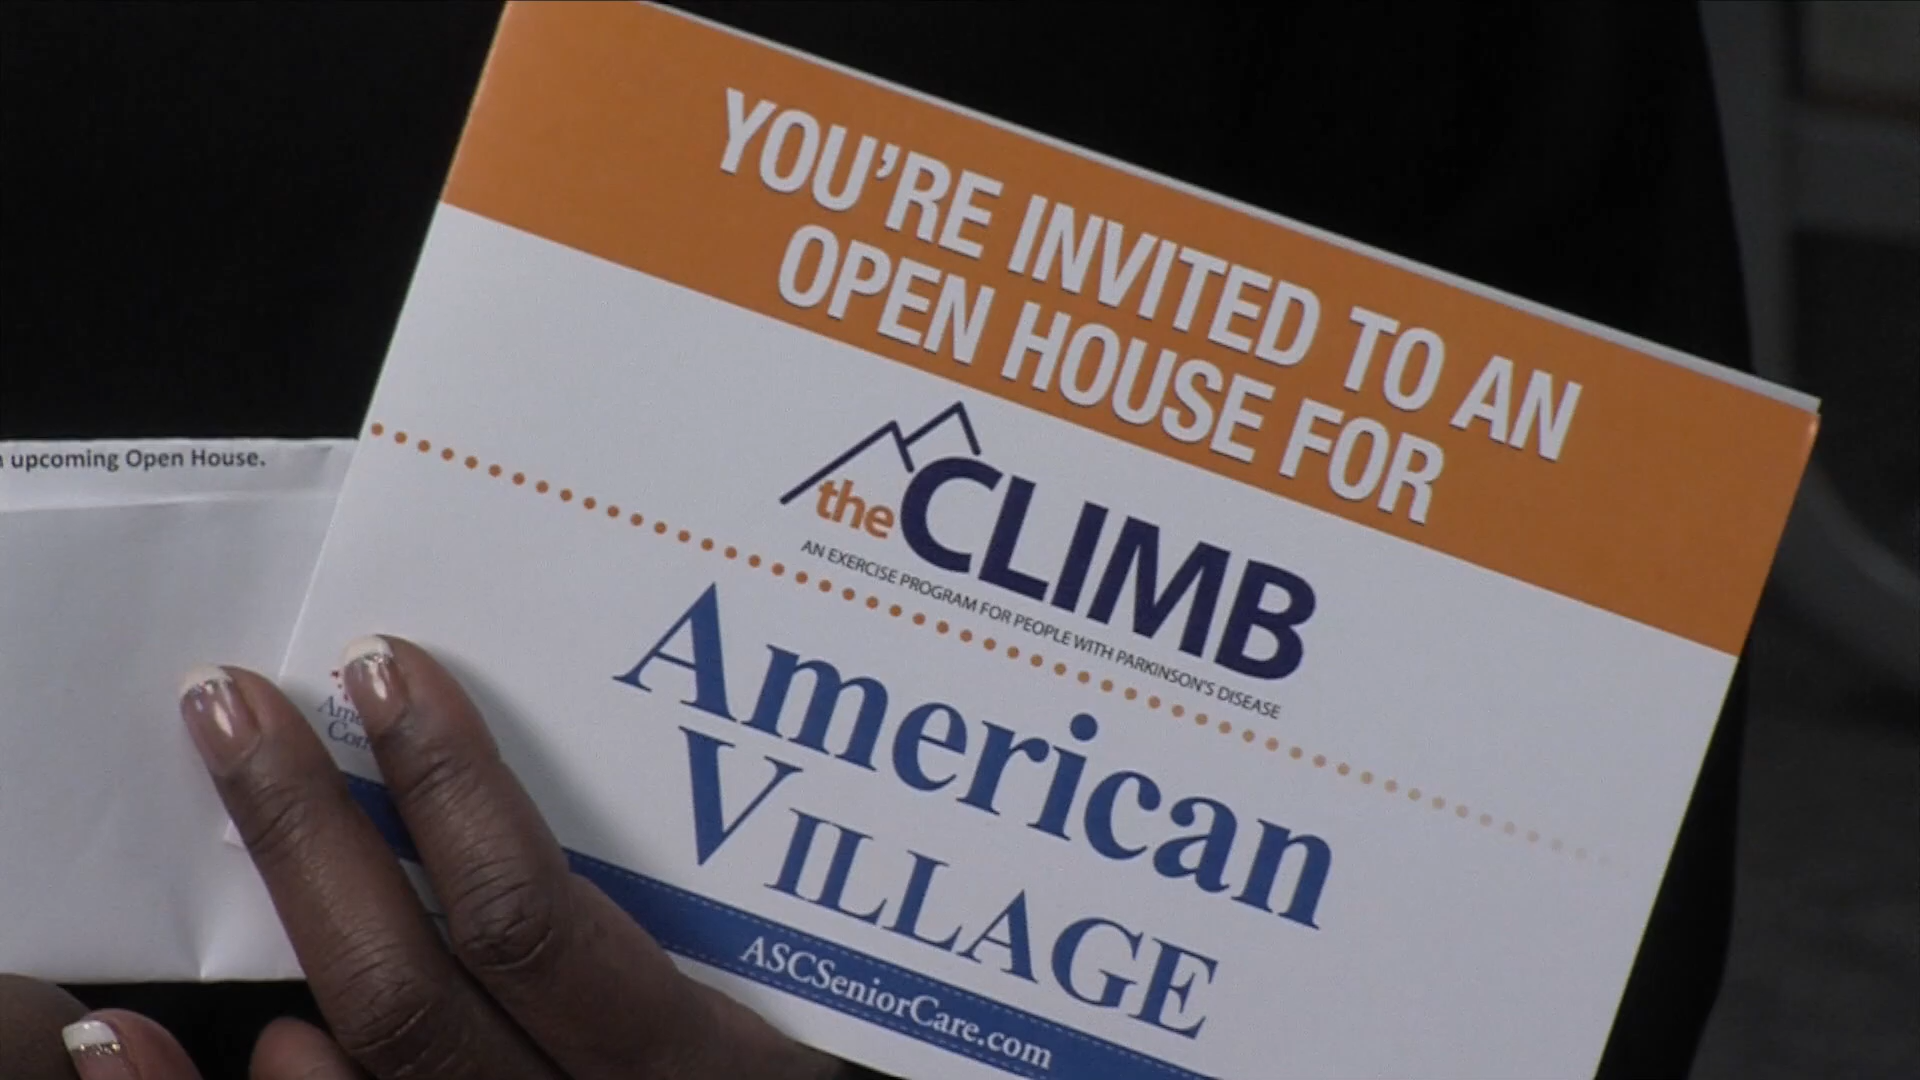 YOU'RE INVITED TO AN
OPEN HOUSE FOR
the CLIMB
AN EXERCISE PROGRAM FOR PEOPLE WITH PARKINSON'S DISEASE
American
VILLAGE
ASCSeniorCare.com
upcoming Open House.